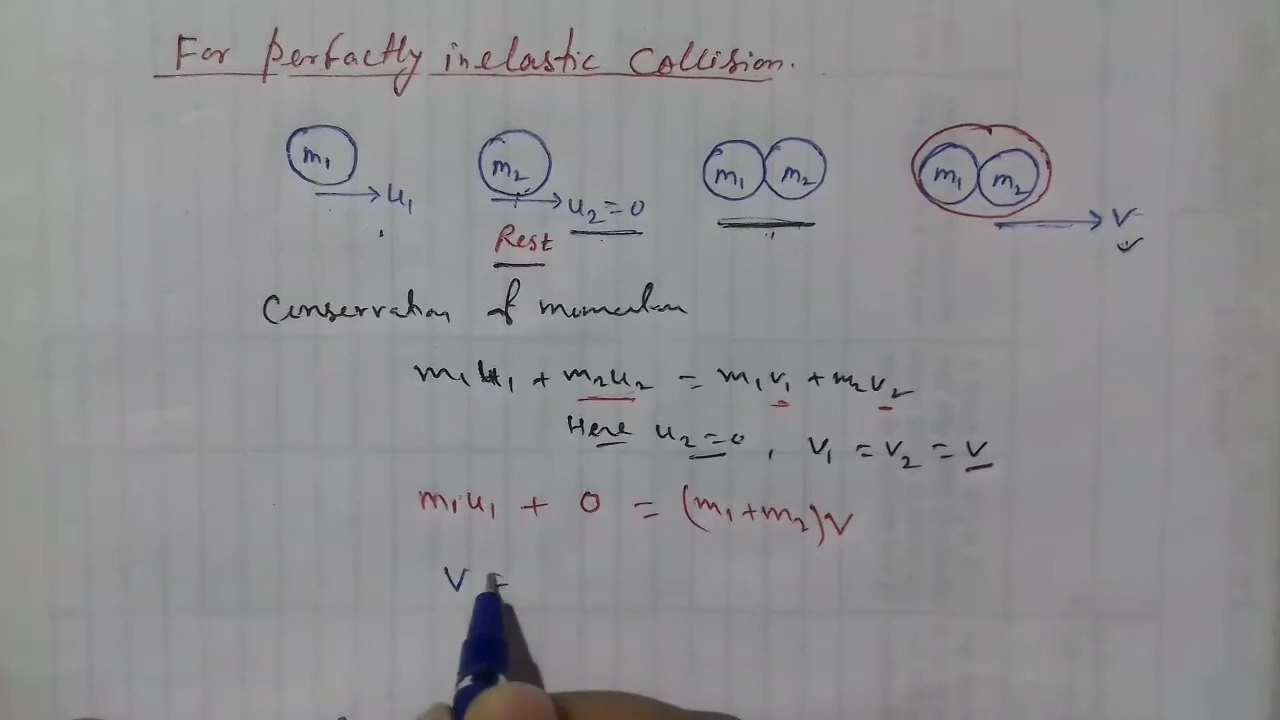 For perfactly inelastic Collision.
m1 m2 m1 m2 m1 m2
u1 u2=0 V
Rest
Conservation of momentum
m1u1 + m2u2 = m1v1 + m2v2
Here u2=0, v1 = v2 = v
m1u1 + 0 = (m1+m2)V
V =